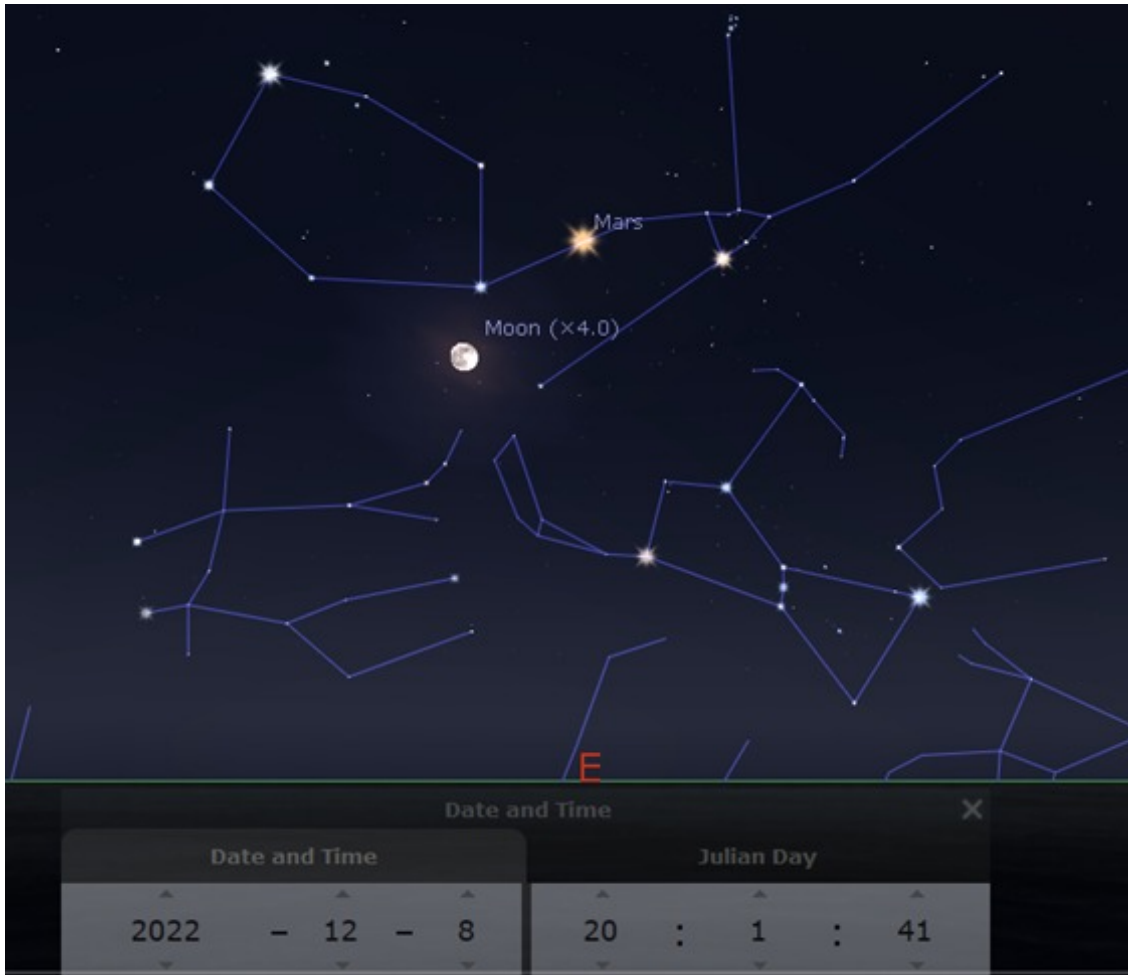 Mars
Moon (×4.0)
E
Date and Time ×
Date and Time Julian Day
2022 – 12 – 8 20 : 1 : 41